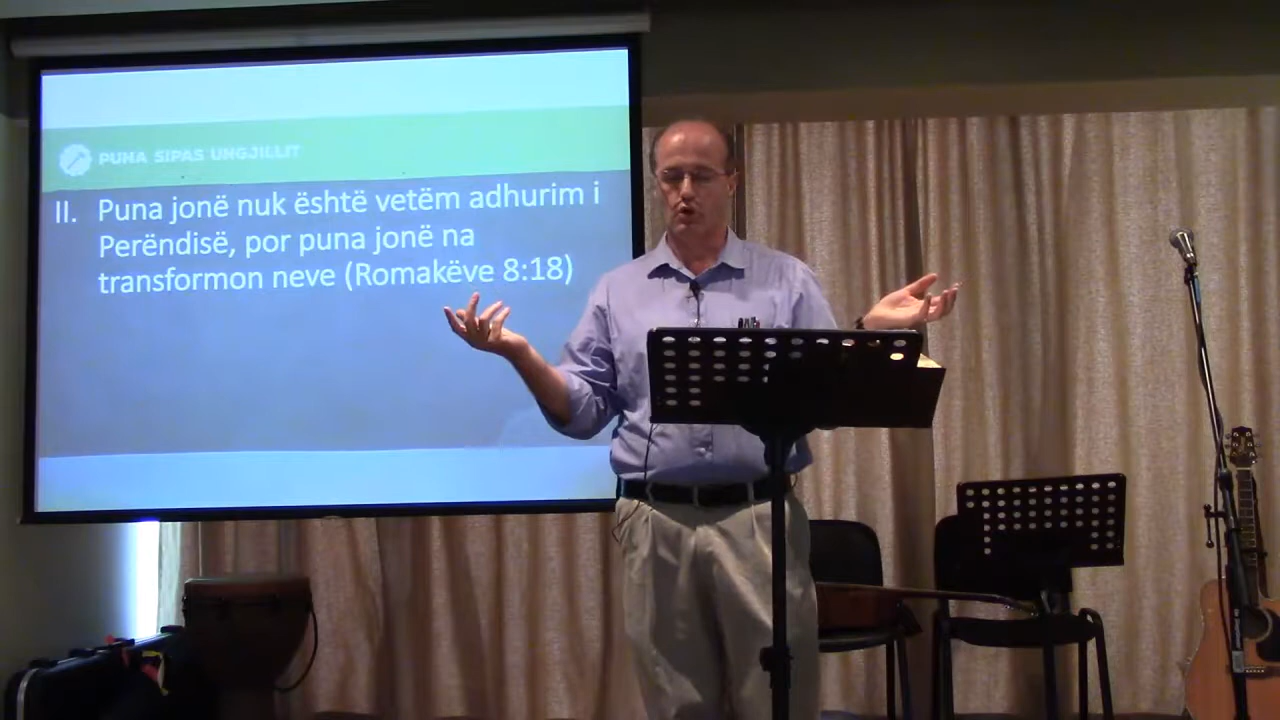 PUNA SIPAS UNGJILLIT
II. Puna jonë nuk është vetëm adhurim i
Perëndisë, por puna jonë na
transformon neve (Romakëve 8:18)